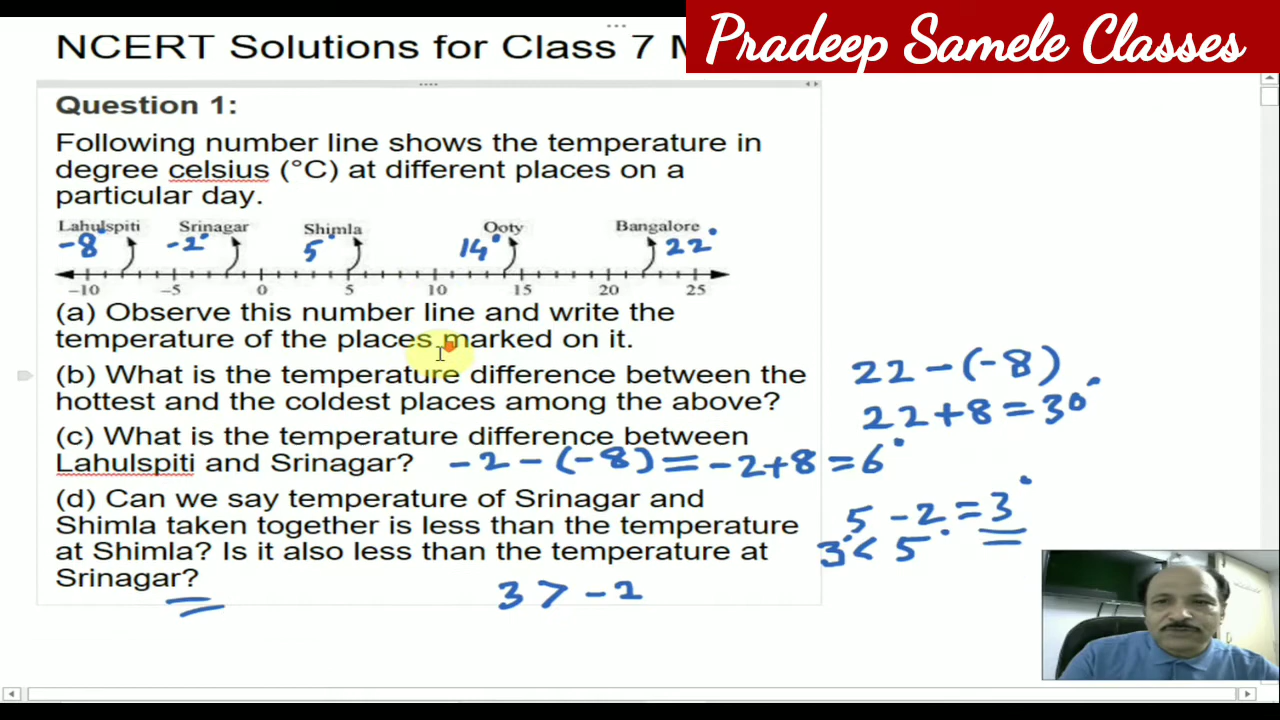 NCERT Solutions for Class 7 M
Pradeep Samele Classes
Question 1:
Following number line shows the temperature in
degree celsius (°C) at different places on a
particular day.
Lahulspiti Srinagar Shimla Ooty Bangalore
-8° -2° 5° 14° 22°
-10 -5 0 5 10 15 20 25
(a) Observe this number line and write the
temperature of the places marked on it.
(b) What is the temperature difference between the
hottest and the coldest places among the above?
22 - (-8)
22 + 8 = 30°
(c) What is the temperature difference between
Lahulspiti and Srinagar? -2 - (-8) = -2 + 8 = 6°
(d) Can we say temperature of Srinagar and
Shimla taken together is less than the temperature
at Shimla? Is it also less than the temperature at
Srinagar?
5 - 2 = 3°
3° < 5°
3 > -2